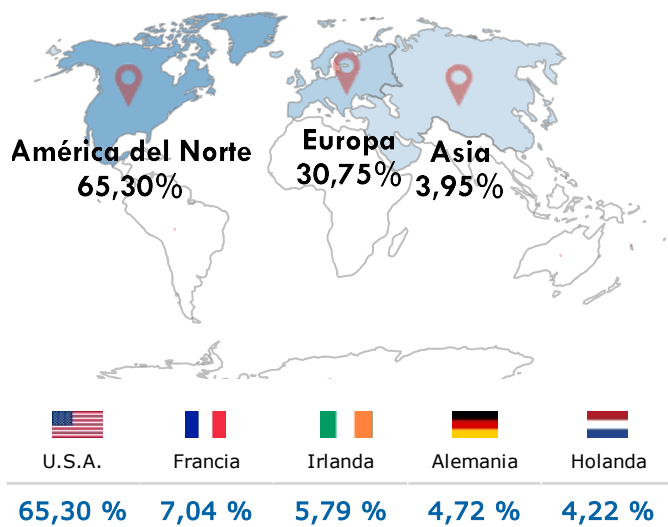 América del Norte
65,30%
Europa
30,75%
Asia
3,95%
U.S.A. Francia Irlanda Alemania Holanda
65,30 % 7,04 % 5,79 % 4,72 % 4,22 %